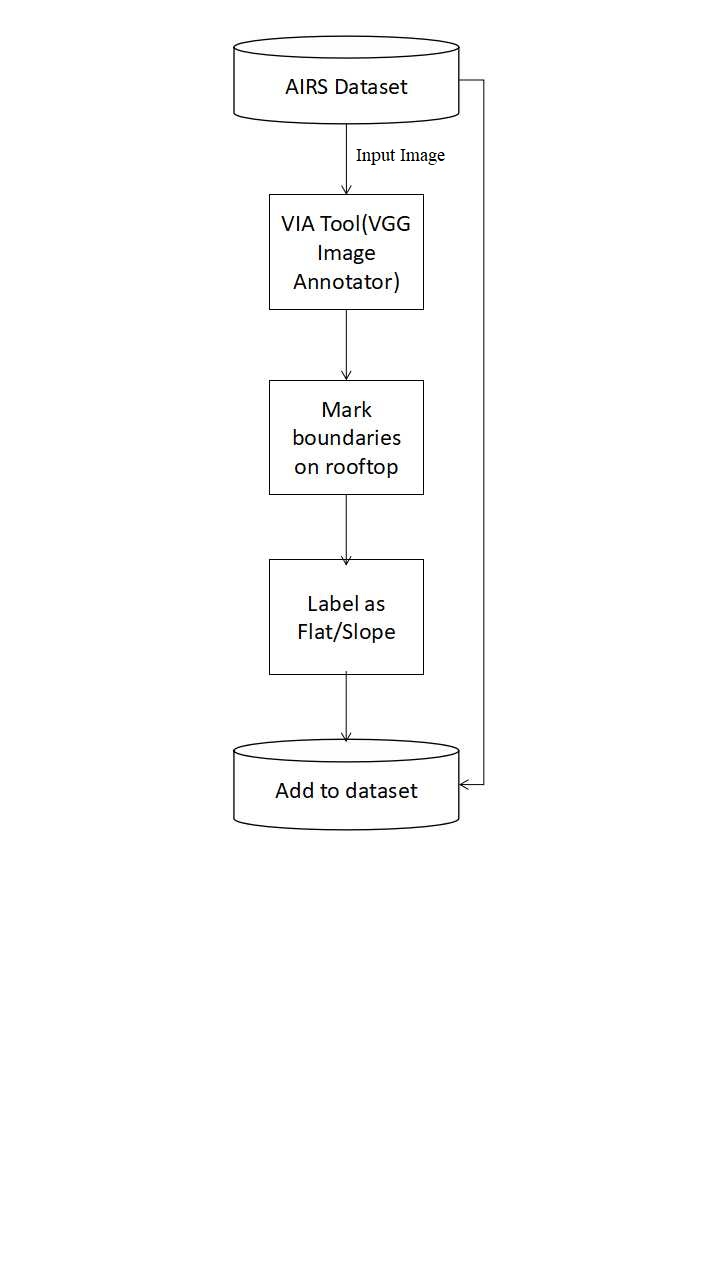 AIRS Dataset
Input Image
VIA Tool(VGG
Image
Annotator)
Mark
boundaries
on rooftop
Label as
Flat/Slope
Add to dataset